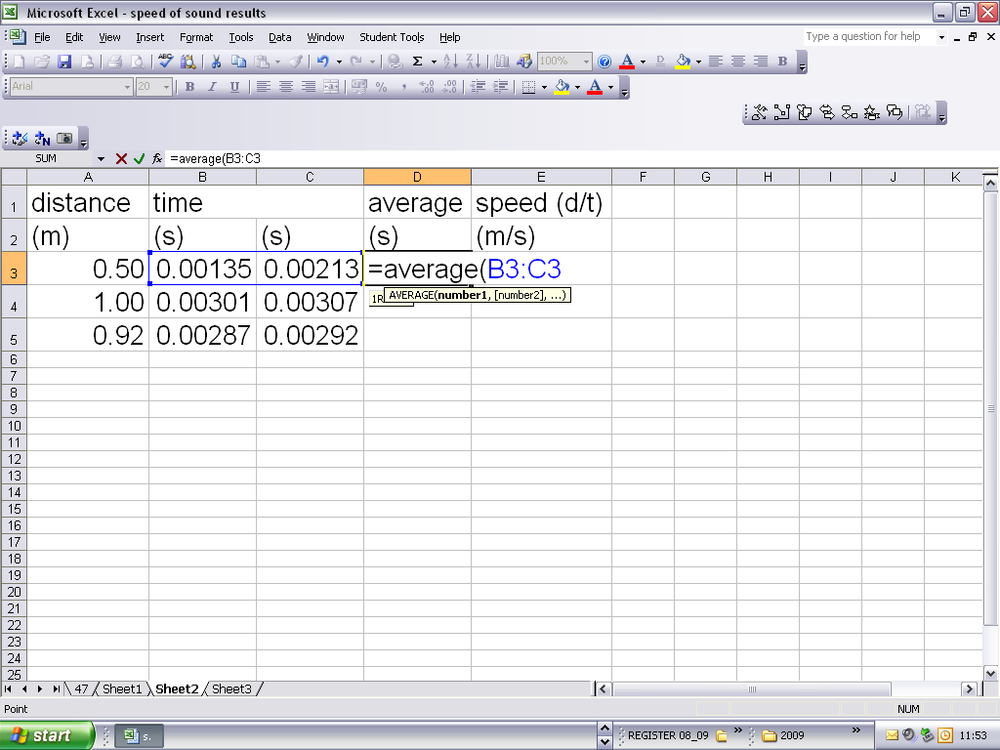 Microsoft Excel - speed of sound results
File Edit View Insert Format Tools Data Window Student Tools Help Type a question for help
100%
Arial 20 B I U
SUM =average(B3:C3
A B C D E F G H I J K
1 distance time average speed (d/t)
2 (m) (s) (s) (s) (m/s)
3 0.50 0.00135 0.00213 =average(B3:C3
AVERAGE(number1, [number2], ...)
4 1.00 0.00301 0.00307
5 0.92 0.00287 0.00292
6
7
8
9
10
11
12
13
14
15
16
17
18
19
20
21
22
23
24
25
47 Sheet1 Sheet2 Sheet3
Point NUM
start s. REGISTER 08_09 » 2009 » 11:53